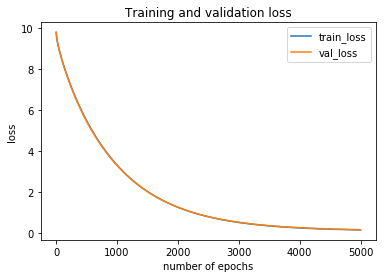 Training and validation loss
train_loss
val_loss
loss
10
8
6
4
2
0
0 1000 2000 3000 4000 5000
number of epochs